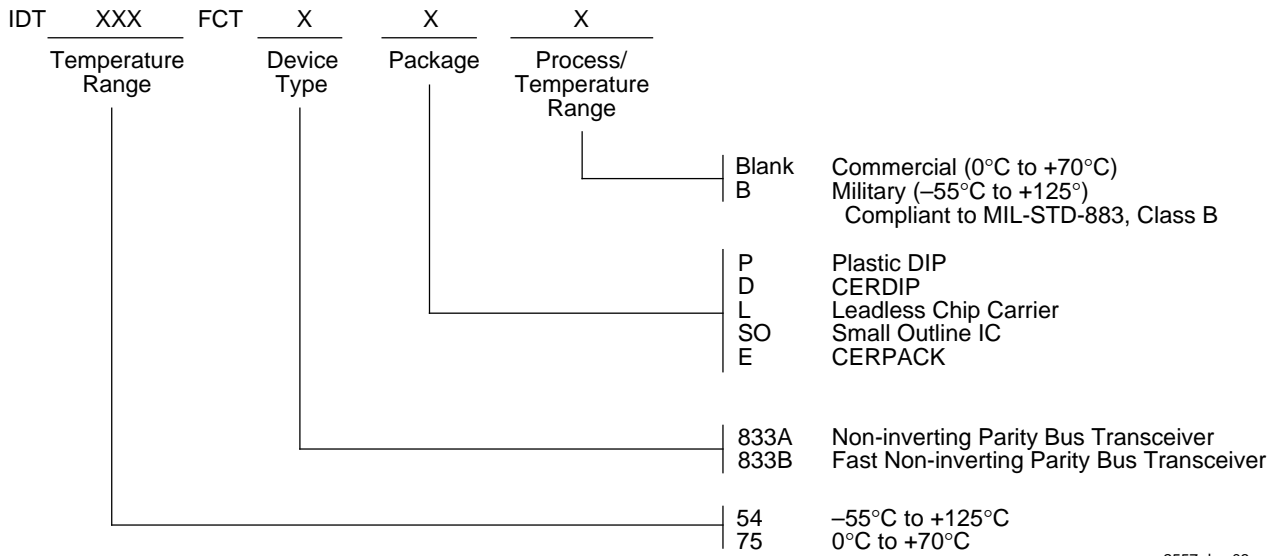 IDT XXX FCT X X X
Temperature Range
Device Type
Package
Process/ Temperature Range
Blank Commercial (0°C to +70°C)
B Military (–55°C to +125°)
Compliant to MIL-STD-883, Class B
P Plastic DIP
D CERDIP
L Leadless Chip Carrier
SO Small Outline IC
E CERPACK
833A Non-inverting Parity Bus Transceiver
833B Fast Non-inverting Parity Bus Transceiver
54 –55°C to +125°C
75 0°C to +70°C